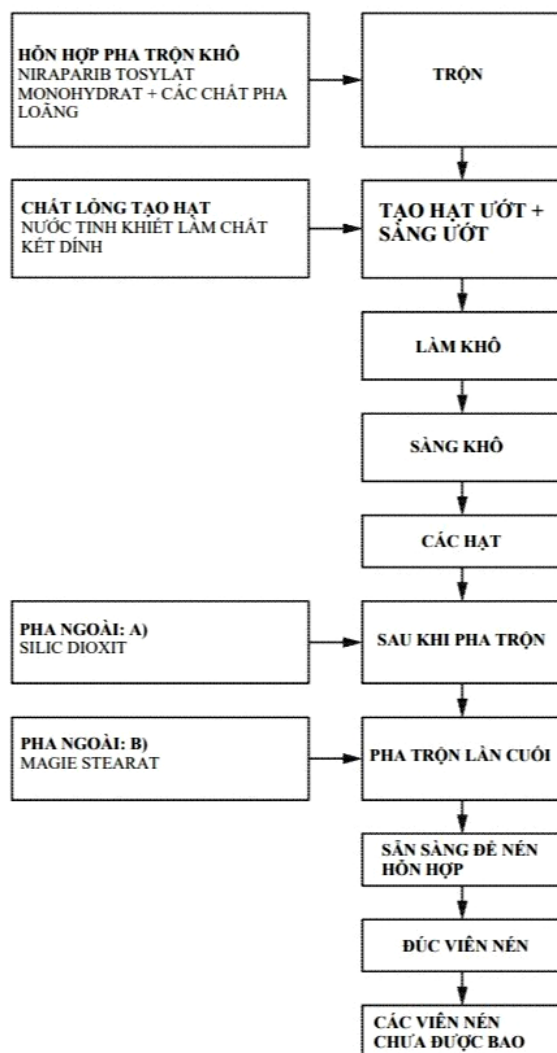 HỖN HỢP PHA TRỘN KHÔ
NIRAPARIB TOSYLAT
MONOHYDRAT + CÁC CHẤT PHA
LOÃNG
TRỘN
CHẤT LỎNG TẠO HẠT
NƯỚC TINH KHIẾT LÀM CHẤT
KẾT DÍNH
TẠO HẠT ƯỚT +
SÀNG ƯỚT
LÀM KHÔ
SÀNG KHÔ
CÁC HẠT
PHA NGOÀI: A)
SILIC DIOXIT
SAU KHI PHA TRỘN
PHA NGOÀI: B)
MAGIE STEARAT
PHA TRỘN LẦN CUỐI
SẴN SÀNG ĐỂ NÉN
HỖN HỢP
ĐÚC VIÊN NÉN
CÁC VIÊN NÉN
CHƯA ĐƯỢC BAO